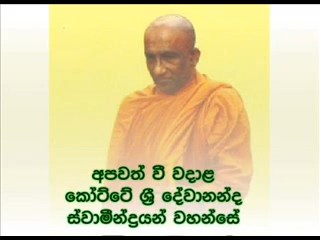 අපවත් වී වදාළ
කෝට්ටේ ශ්‍රී දේවානන්ද
ස්වාමීන්ද්‍රයන් වහන්සේ